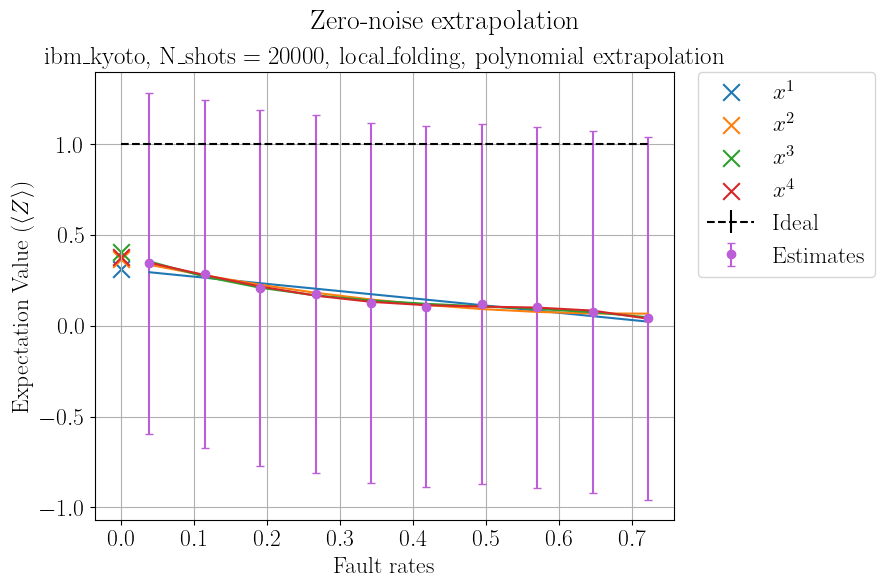 Zero-noise extrapolation
ibm_kyoto, N_shots = 20000, local_folding, polynomial extrapolation
Expectation Value (⟨Z⟩)
1.0
0.5
0.0
−0.5
−1.0
0.0 0.1 0.2 0.3 0.4 0.5 0.6 0.7
Fault rates
x¹
x²
x³
x⁴
Ideal
Estimates